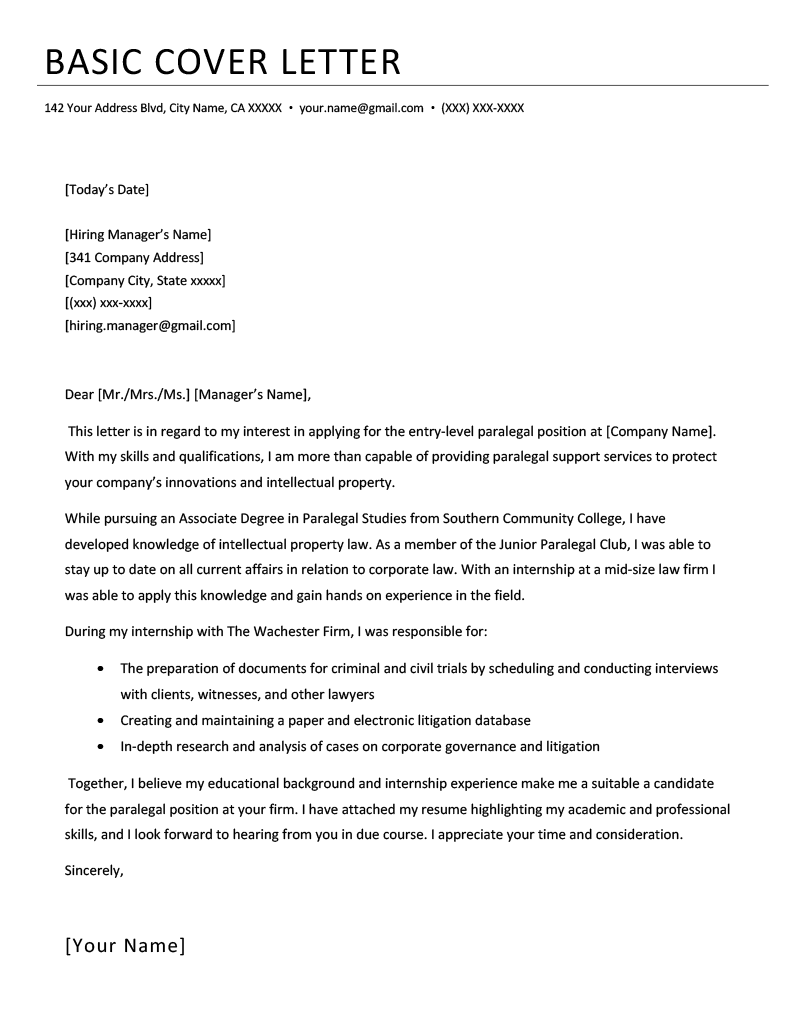 BASIC COVER LETTER
142 Your Address Blvd, City Name, CA XXXXX • your.name@gmail.com • (XXX) XXX-XXXX
[Today’s Date]
[Hiring Manager’s Name]
[341 Company Address]
[Company City, State xxxxx]
[(xxx) xxx-xxxx]
[hiring.manager@gmail.com]
Dear [Mr./Mrs./Ms.] [Manager’s Name],
This letter is in regard to my interest in applying for the entry-level paralegal position at [Company Name].
With my skills and qualifications, I am more than capable of providing paralegal support services to protect
your company’s innovations and intellectual property.
While pursuing an Associate Degree in Paralegal Studies from Southern Community College, I have
developed knowledge of intellectual property law. As a member of the Junior Paralegal Club, I was able to
stay up to date on all current affairs in relation to corporate law. With an internship at a mid-size law firm I
was able to apply this knowledge and gain hands on experience in the field.
During my internship with The Wachester Firm, I was responsible for:
• The preparation of documents for criminal and civil trials by scheduling and conducting interviews
with clients, witnesses, and other lawyers
• Creating and maintaining a paper and electronic litigation database
• In-depth research and analysis of cases on corporate governance and litigation
Together, I believe my educational background and internship experience make me a suitable a candidate
for the paralegal position at your firm. I have attached my resume highlighting my academic and professional
skills, and I look forward to hearing from you in due course. I appreciate your time and consideration.
Sincerely,
[Your Name]